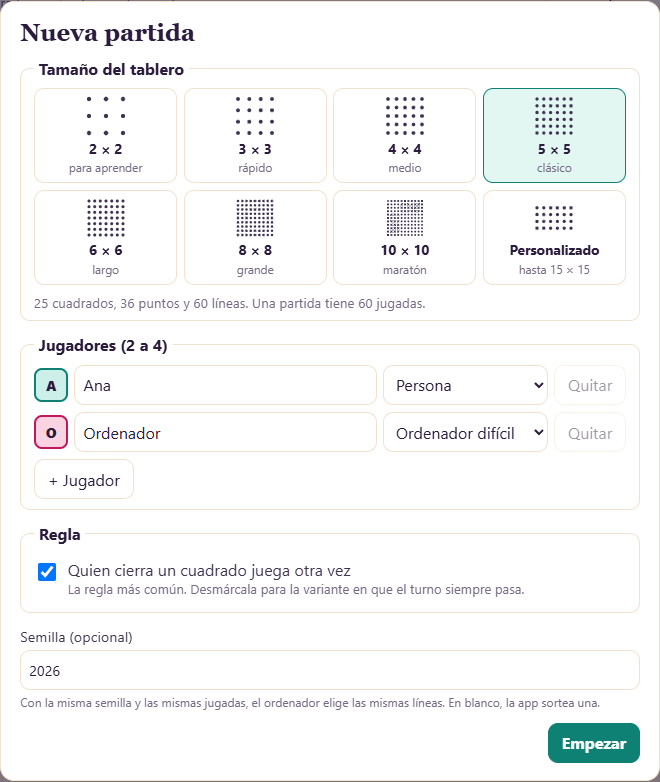 Nueva partida
Tamaño del tablero
2 × 2
para aprender
3 × 3
rápido
4 × 4
medio
5 × 5
clásico
6 × 6
largo
8 × 8
grande
10 × 10
maratón
Personalizado
hasta 15 × 15
25 cuadrados, 36 puntos y 60 líneas. Una partida tiene 60 jugadas.
Jugadores (2 a 4)
A Ana Persona Quitar
O Ordenador Ordenador difícil Quitar
+ Jugador
Regla
Quien cierra un cuadrado juega otra vez
La regla más común. Desmárcala para la variante en que el turno siempre pasa.
Semilla (opcional)
2026
Con la misma semilla y las mismas jugadas, el ordenador elige las mismas líneas. En blanco, la app sortea una.
Empezar